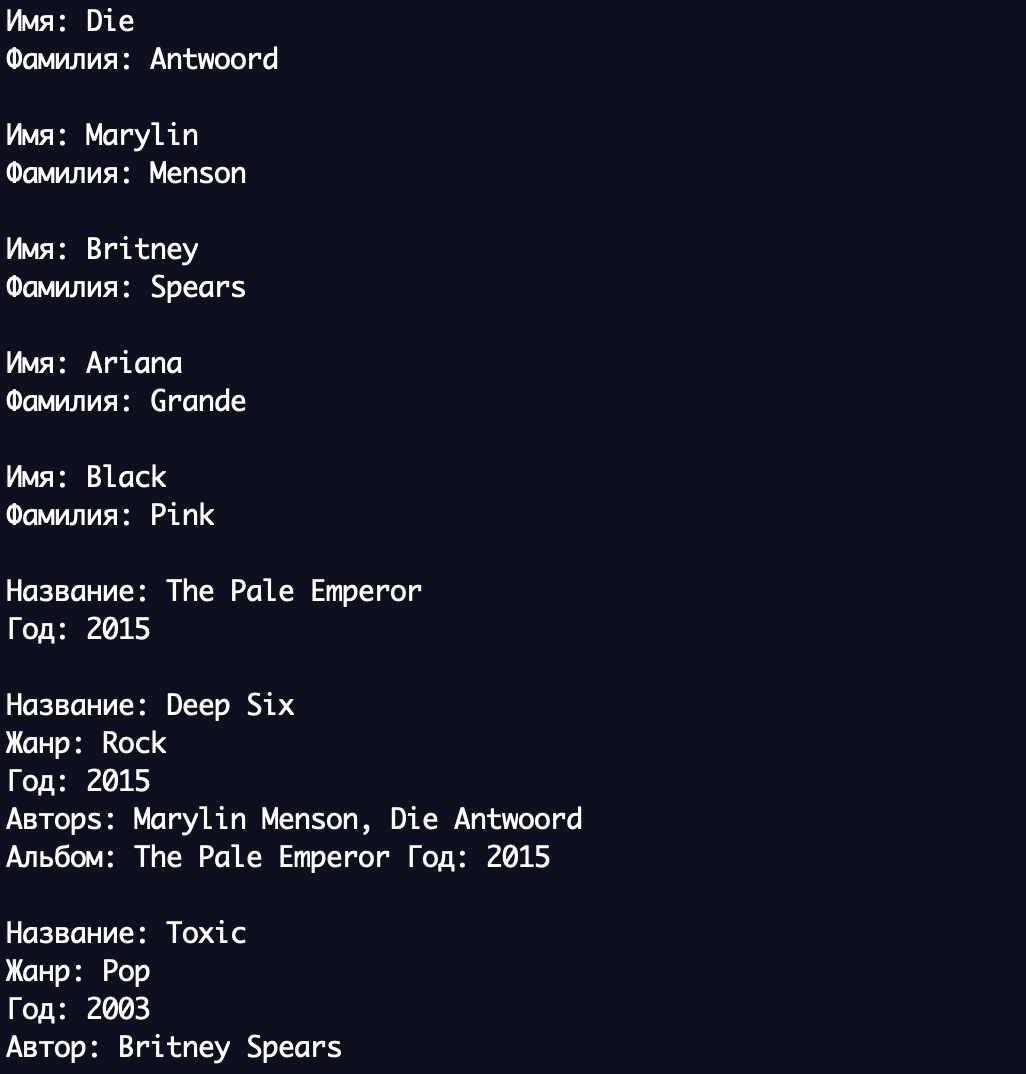 Имя: Die
Фамилия: Antwoord
Имя: Marylin
Фамилия: Menson
Имя: Britney
Фамилия: Spears
Имя: Ariana
Фамилия: Grande
Имя: Black
Фамилия: Pink
Название: The Pale Emperor
Год: 2015
Название: Deep Six
Жанр: Rock
Год: 2015
Авторs: Marylin Menson, Die Antwoord
Альбом: The Pale Emperor Год: 2015
Название: Toxic
Жанр: Pop
Год: 2003
Автор: Britney Spears